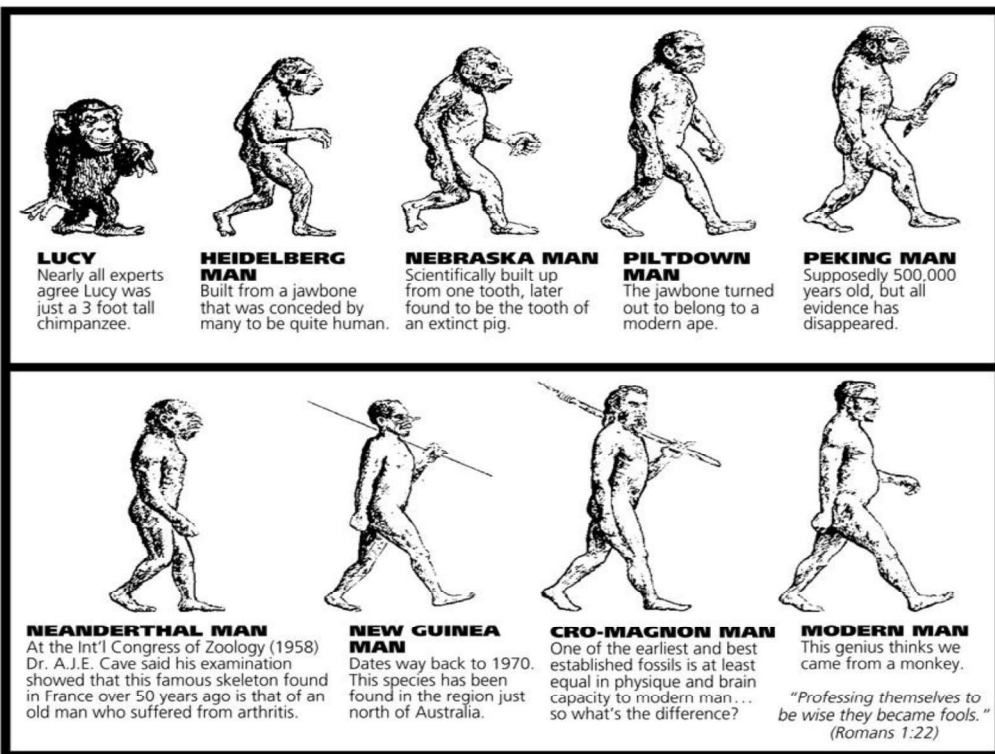 LUCY
Nearly all experts
agree Lucy was
just a 3 foot tall
chimpanzee.
HEIDELBERG
MAN
Built from a jawbone
that was conceded by
many to be quite human.
NEBRASKA MAN
Scientifically built up
from one tooth, later
found to be the tooth of
an extinct pig.
PILTDOWN
MAN
The jawbone turned
out to belong to a
modern ape.
PEKING MAN
Supposedly 500,000
years old, but all
evidence has
disappeared.
NEANDERTHAL MAN
At the Int'l Congress of Zoology (1958)
Dr. A.J.E. Cave said his examination
showed that this famous skeleton found
in France over 50 years ago is that of an
old man who suffered from arthritis.
NEW GUINEA
MAN
Dates way back to 1970.
This species has been
found in the region just
north of Australia.
CRO-MAGNON MAN
One of the earliest and best
established fossils is at least
equal in physique and brain
capacity to modern man...
so what's the difference?
MODERN MAN
This genius thinks we
came from a monkey.
"Professing themselves to
be wise they became fools."
(Romans 1:22)